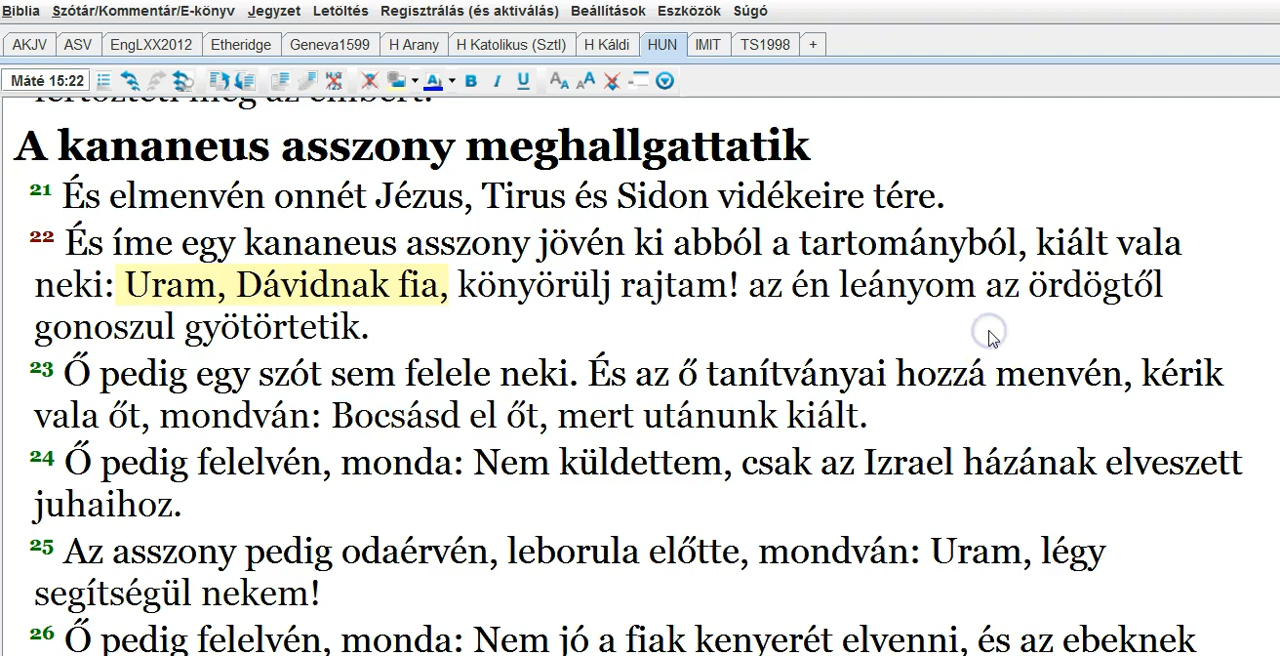 Biblia Szótár/Kommentár/E-könyv Jegyzet Letöltés Regisztrálás (és aktiválás) Beállítások Eszközök Súgó
AKJV ASV EngLXX2012 Etheridge Geneva1599 H Arany H Katolikus (Sztl) H Káldi HUN IMIT TS1998 +
Máté 15:22
fertőzteti meg az embert.
A kananeus asszony meghallgattatik
21 És elmenvén onnét Jézus, Tirus és Sidon vidékeire tére.
22 És íme egy kananeus asszony jövén ki abból a tartományból, kiált vala
neki: Uram, Dávidnak fia, könyörülj rajtam! az én leányom az ördögtől
gonoszul gyötörtetik.
23 Ő pedig egy szót sem felele neki. És az ő tanítványai hozzá menvén, kérik
vala őt, mondván: Bocsásd el őt, mert utánunk kiált.
24 Ő pedig felelvén, monda: Nem küldettem, csak az Izrael házának elveszett
juhaihoz.
25 Az asszony pedig odaérvén, leborula előtte, mondván: Uram, légy
segítségül nekem!
26 Ő pedig felelvén, monda: Nem jó a fiak kenyerét elvenni, és az ebeknek